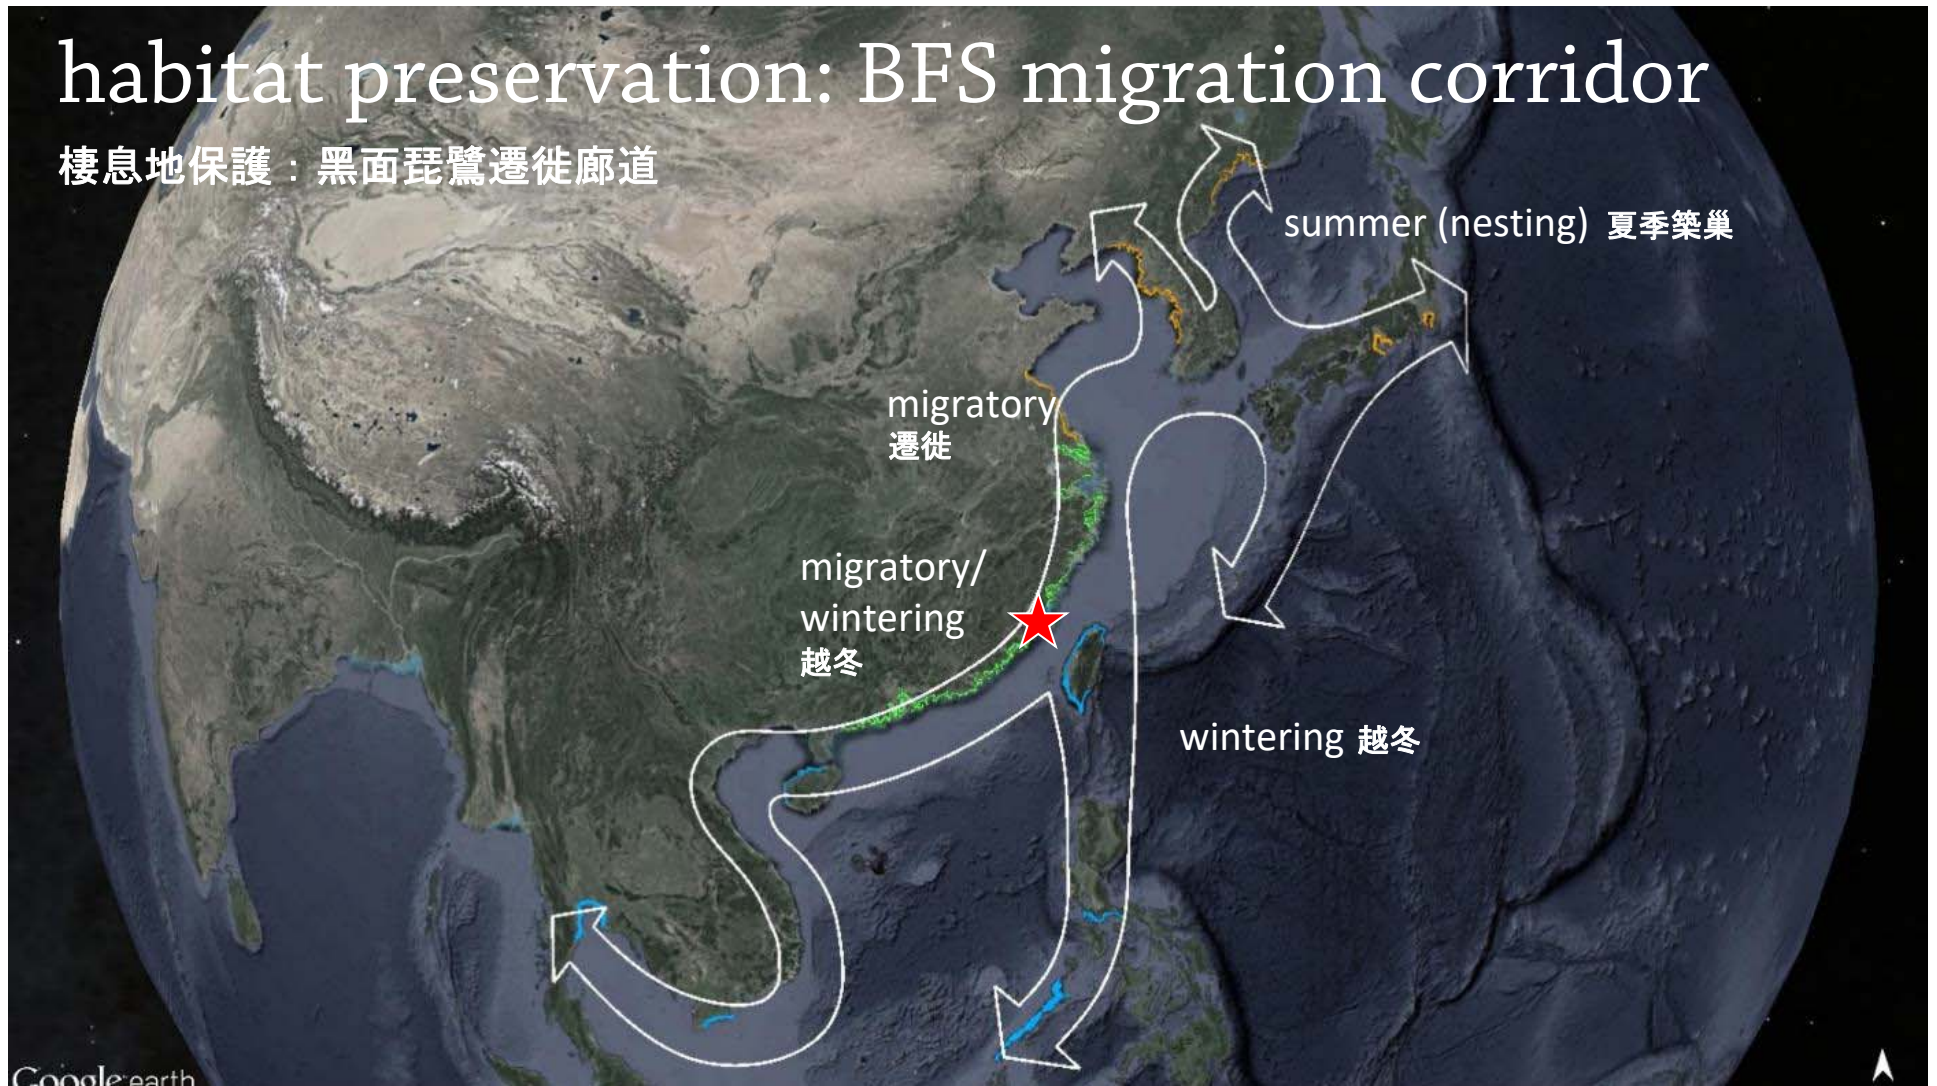 habitat preservation: BFS migration corridor
棲息地保護：黑面琵鷺遷徙廊道
summer (nesting) 夏季築巢
migratory
遷徙
migratory/
wintering
越冬
wintering 越冬
Google earth